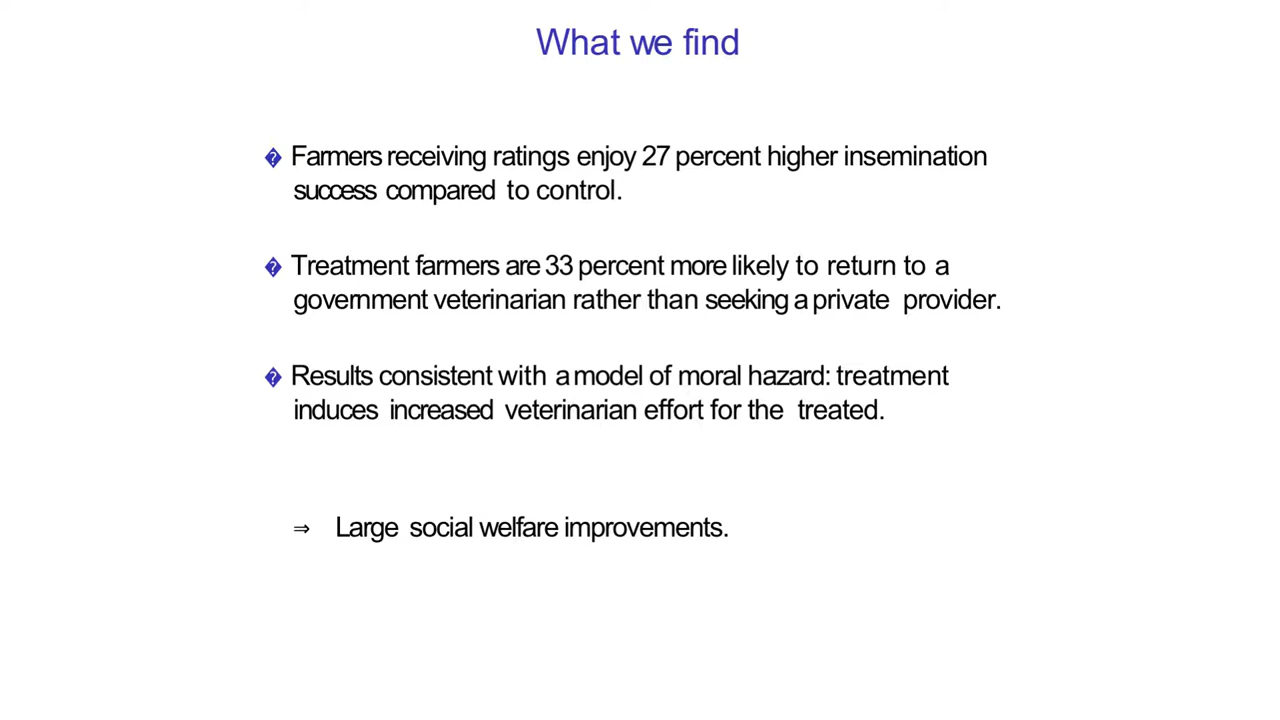 What we find
� Farmers receiving ratings enjoy 27 percent higher insemination
success compared to control.
� Treatment farmers are 33 percent more likely to return to a
government veterinarian rather than seeking a private provider.
� Results consistent with a model of moral hazard: treatment
induces increased veterinarian effort for the treated.
⇒ Large social welfare improvements.